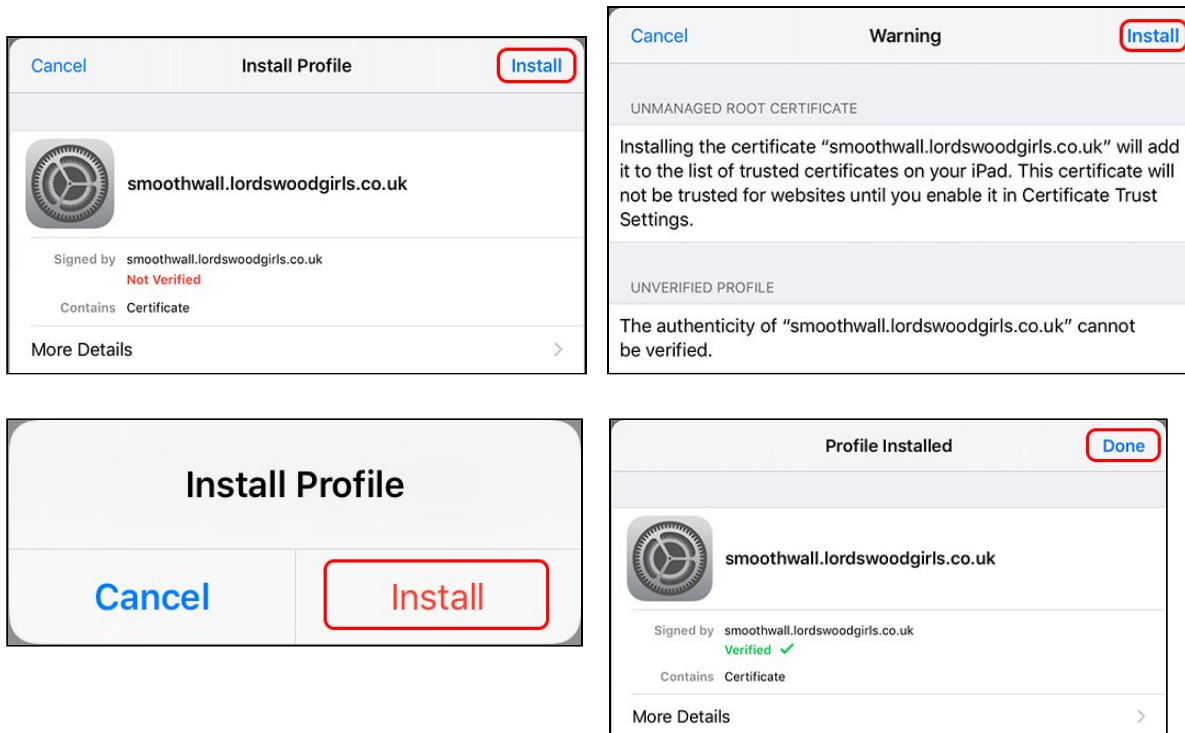 Cancel Install Profile Install
smoothwall.lordswoodgirls.co.uk
Signed by smoothwall.lordswoodgirls.co.uk
Not Verified
Contains Certificate
More Details
Cancel Warning Install
UNMANAGED ROOT CERTIFICATE
Installing the certificate “smoothwall.lordswoodgirls.co.uk” will add
it to the list of trusted certificates on your iPad. This certificate will
not be trusted for websites until you enable it in Certificate Trust
Settings.
UNVERIFIED PROFILE
The authenticity of “smoothwall.lordswoodgirls.co.uk” cannot
be verified.
Install Profile
Cancel Install
Profile Installed Done
smoothwall.lordswoodgirls.co.uk
Signed by smoothwall.lordswoodgirls.co.uk
Verified ✓
Contains Certificate
More Details